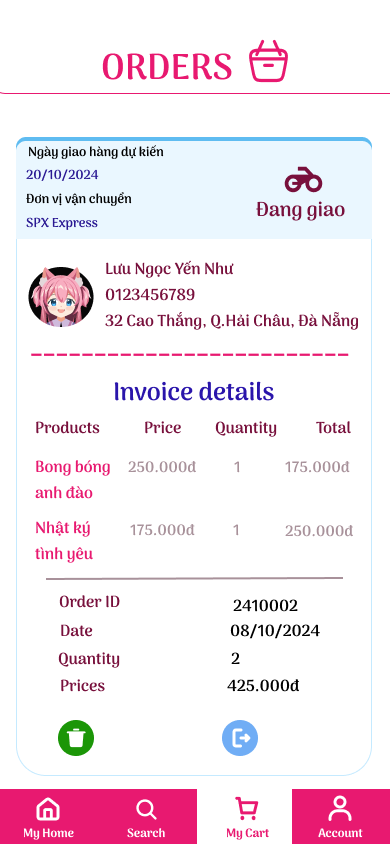 ORDERS
Ngày giao hàng dự kiến
20/10/2024
Đơn vị vận chuyển
SPX Express
Đang giao
Lưu Ngọc Yến Như
0123456789
32 Cao Thắng, Q.Hải Châu, Đà Nẵng
Invoice details
Products Price Quantity Total
Bong bóng anh đào 250.000đ 1 175.000đ
Nhật ký tình yêu 175.000đ 1 250.000đ
Order ID 2410002
Date 08/10/2024
Quantity 2
Prices 425.000đ
My Home Search My Cart Account